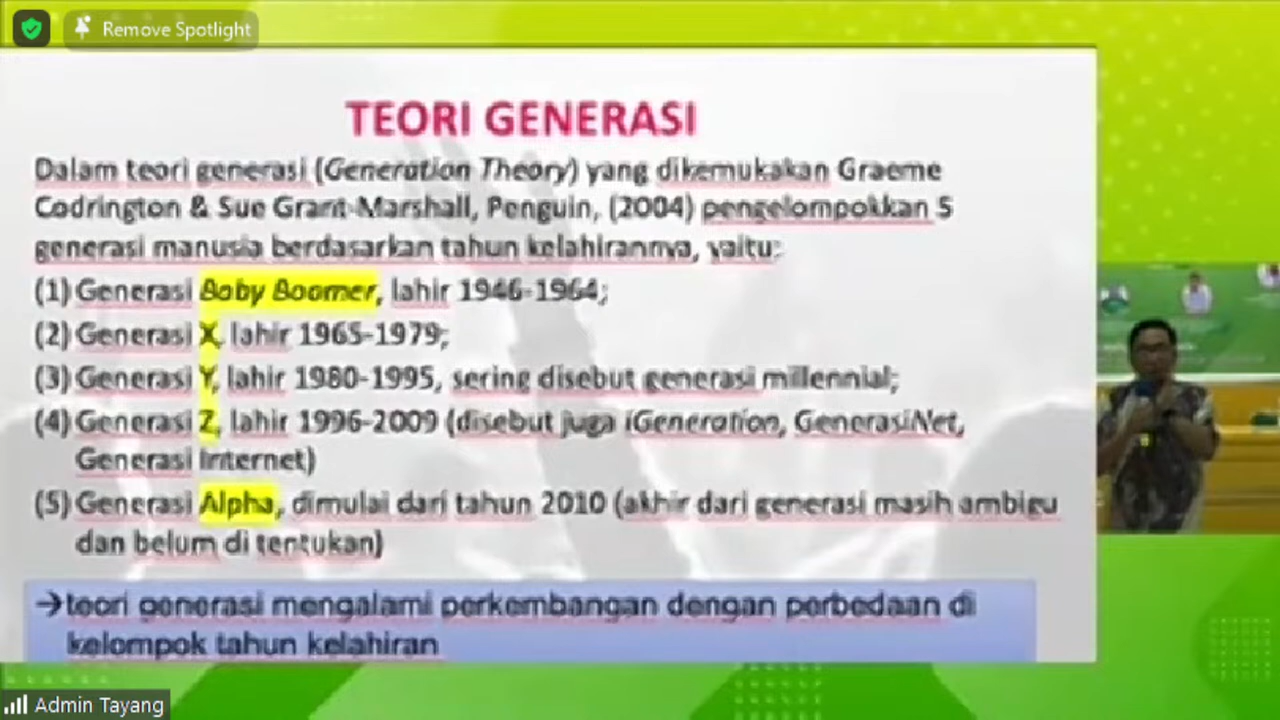 Remove Spotlight
TEORI GENERASI
Dalam teori generasi (Generation Theory) yang dikemukakan Graeme
Codrington & Sue Grant-Marshall, Penguin, (2004) pengelompokkan 5
generasi manusia berdasarkan tahun kelahirannya, yaitu:
(1) Generasi Baby Boomer, lahir 1946-1964;
(2) Generasi X, lahir 1965-1979;
(3) Generasi Y, lahir 1980-1995, sering disebut generasi millennial;
(4) Generasi Z, lahir 1996-2009 (disebut juga iGeneration, GenerasiNet,
Generasi Internet)
(5) Generasi Alpha, dimulai dari tahun 2010 (akhir dari generasi masih ambigu
dan belum di tentukan)
→teori generasi mengalami perkembangan dengan perbedaan di
kelompok tahun kelahiran
Admin Tayang